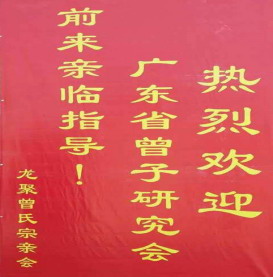 热烈欢迎
广东省曾子研究会
前来亲临指导！
龙聚曾氏宗亲会